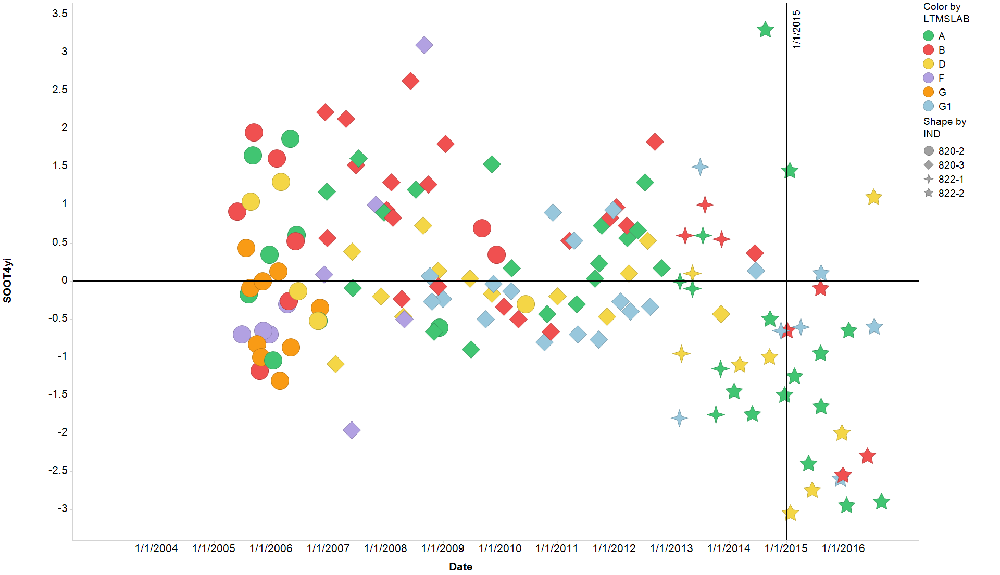 3.5
3
2.5
2
1.5
1
0.5
0
-0.5
-1
-1.5
-2
-2.5
-3
SOOT4yi
1/1/2004 1/1/2005 1/1/2006 1/1/2007 1/1/2008 1/1/2009 1/1/2010 1/1/2011 1/1/2012 1/1/2013 1/1/2014 1/1/2015 1/1/2016
Date
1/1/2015
Color by
LTMSLAB
A
B
D
F
G
G1
Shape by
IND
820-2
820-3
822-1
822-2